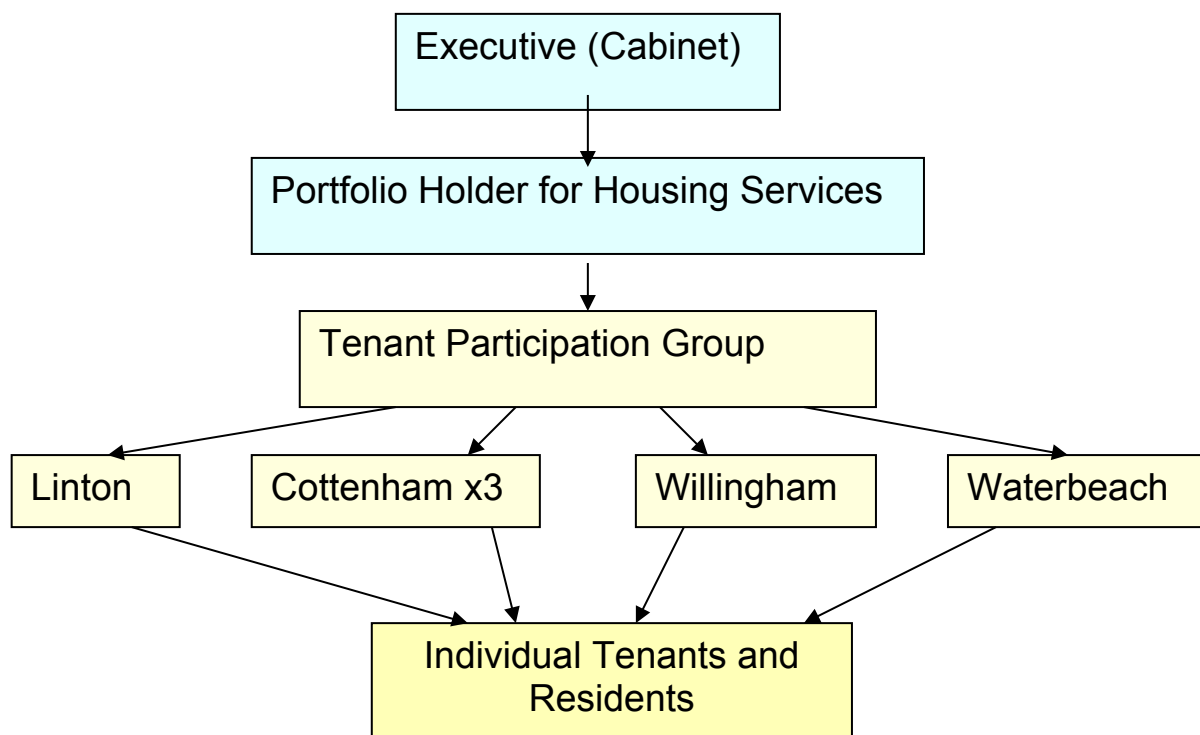 Executive (Cabinet)
Portfolio Holder for Housing Services
Tenant Participation Group
Linton
Cottenham x3
Willingham
Waterbeach
Individual Tenants and
Residents